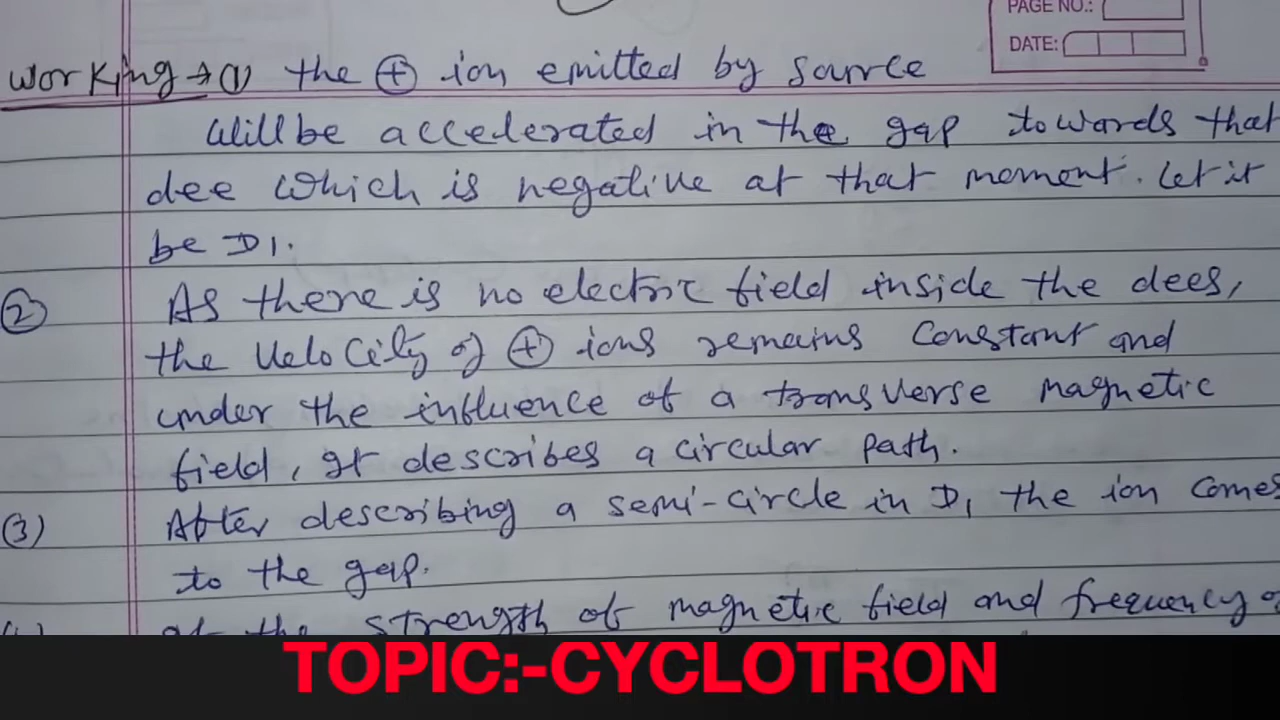 PAGE NO.:
DATE:
Working → (1) the ⊕ ion emitted by source
Will be accelerated in the gap towards that
dee which is negative at that moment. Let it
be D1.
(2) As there is no electric field inside the dees,
the velocity of ⊕ ions remains constant and
under the influence of a transverse magnetic
field, It describes a circular path.
(3) After describing a semi-circle in D1 the ion comes
to the gap.
the strength of magnetic field and frequency
TOPIC:-CYCLOTRON